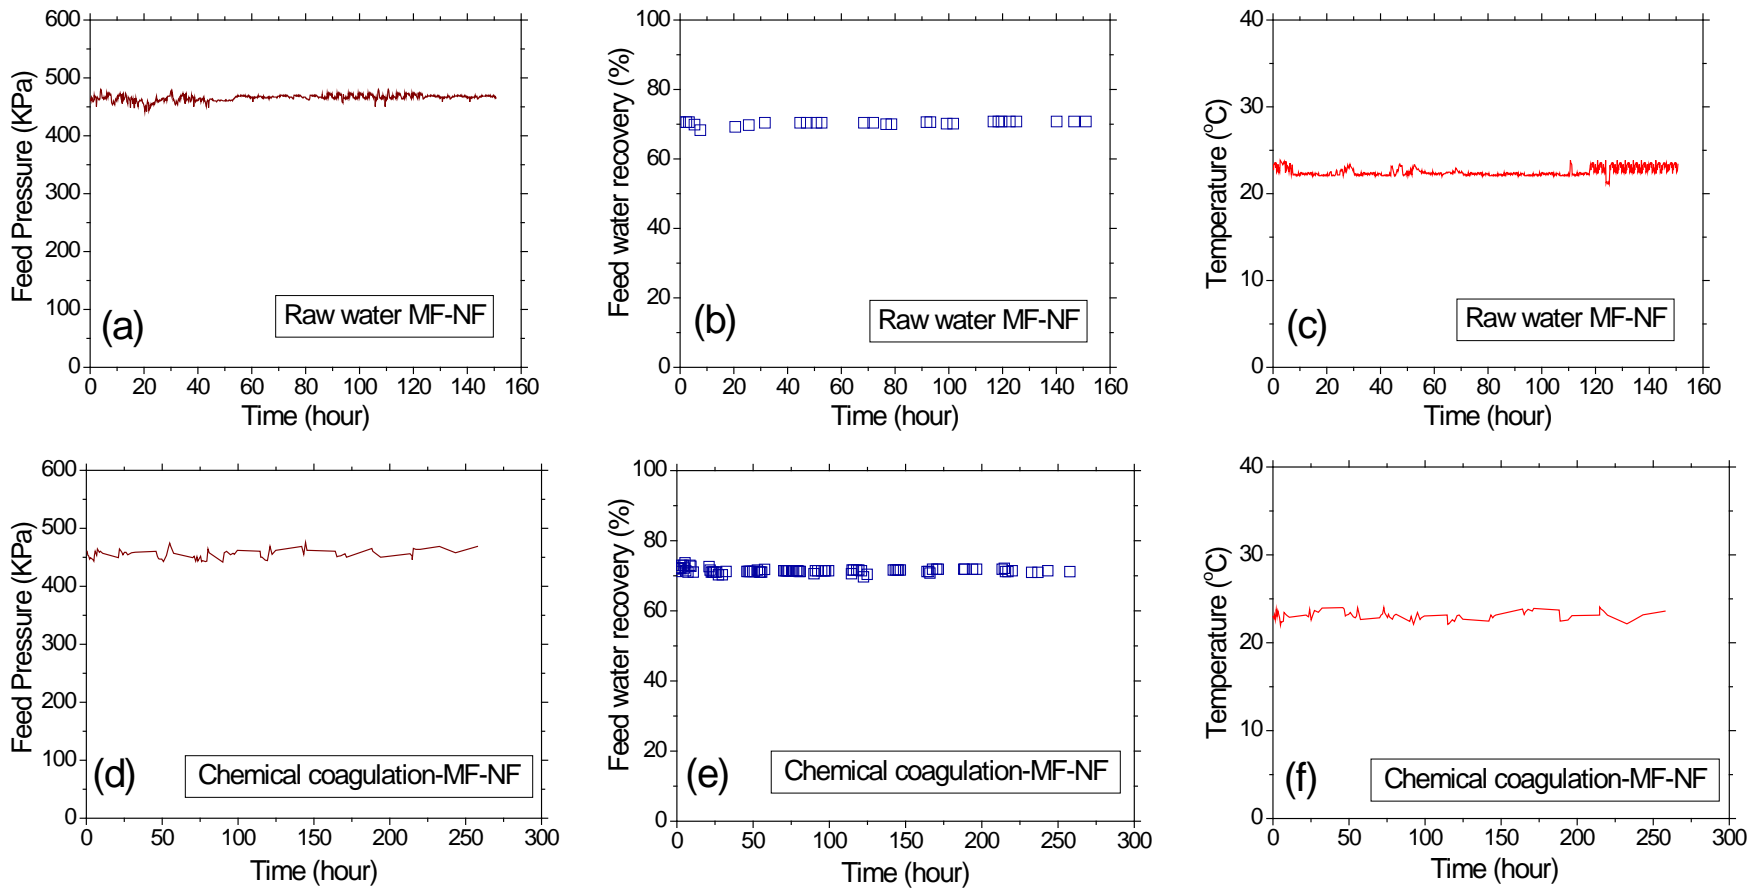 600
500
400
300
200
100
0
Feed Pressure (KPa)
(a)
Raw water MF-NF
0 20 40 60 80 100 120 140 160
Time (hour)
100
80
60
40
20
0
Feed water recovery (%)
(b)
Raw water MF-NF
0 20 40 60 80 100 120 140 160
Time (hour)
40
30
20
10
0
Temperature (°C)
(c)
Raw water MF-NF
0 20 40 60 80 100 120 140 160
Time (hour)
600
500
400
300
200
100
0
Feed Pressure (KPa)
(d)
Chemical coagulation-MF-NF
0 50 100 150 200 250 300
Time (hour)
100
80
60
40
20
0
Feed water recovery (%)
(e)
Chemical coagulation-MF-NF
0 50 100 150 200 250 300
Time (hour)
40
30
20
10
0
Temperature (°C)
(f)
Chemical coagulation-MF-NF
0 50 100 150 200 250 300
Time (hour)